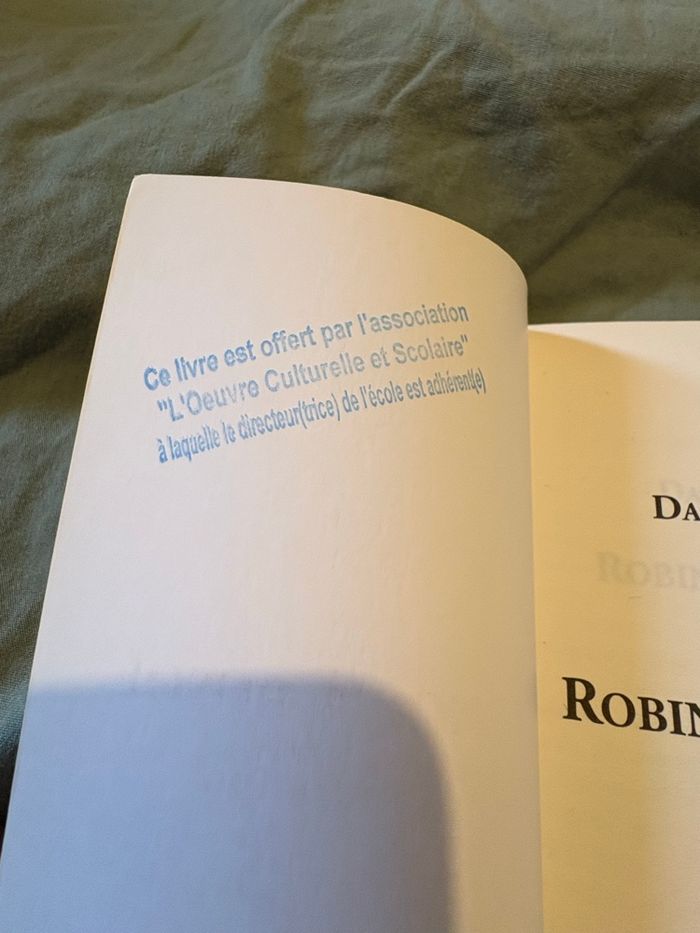 Ce livre est offert par l'association
"L'Oeuvre Culturelle et Scolaire"
à laquelle le directeur(trice) de l'école est adhérent(e)
DA
ROBIN